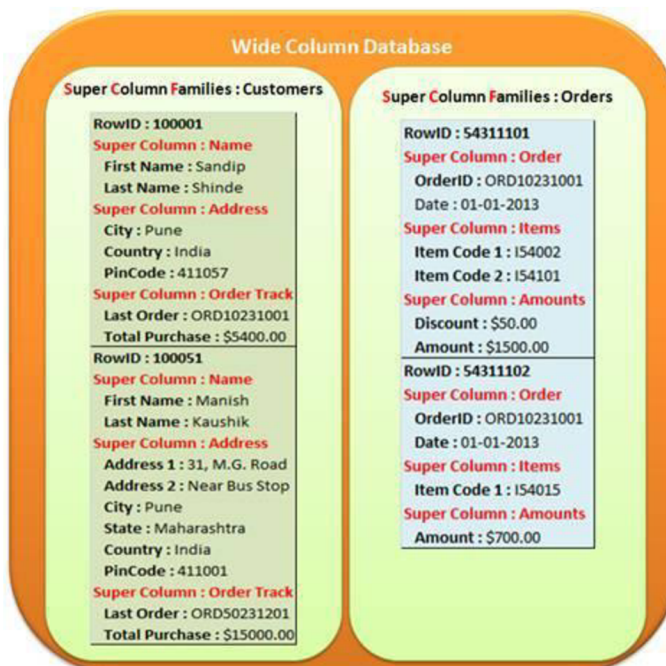 Wide Column Database
Super Column Families : Customers
RowID : 100001
Super Column : Name
First Name : Sandip
Last Name : Shinde
Super Column : Address
City : Pune
Country : India
PinCode : 411057
Super Column : Order Track
Last Order : ORD10231001
Total Purchase : $5400.00
RowID : 100051
Super Column : Name
First Name : Manish
Last Name : Kaushik
Super Column : Address
Address 1 : 31, M.G. Road
Address 2 : Near Bus Stop
City : Pune
State : Maharashtra
Country : India
PinCode : 411001
Super Column : Order Track
Last Order : ORD50231201
Total Purchase : $15000.00
Super Column Families : Orders
RowID : 54311101
Super Column : Order
OrderID : ORD10231001
Date : 01-01-2013
Super Column : Items
Item Code 1 : I54002
Item Code 2 : I54101
Super Column : Amounts
Discount : $50.00
Amount : $1500.00
RowID : 54311102
Super Column : Order
OrderID : ORD10231001
Date : 01-01-2013
Super Column : Items
Item Code 1 : I54015
Super Column : Amounts
Amount : $700.00